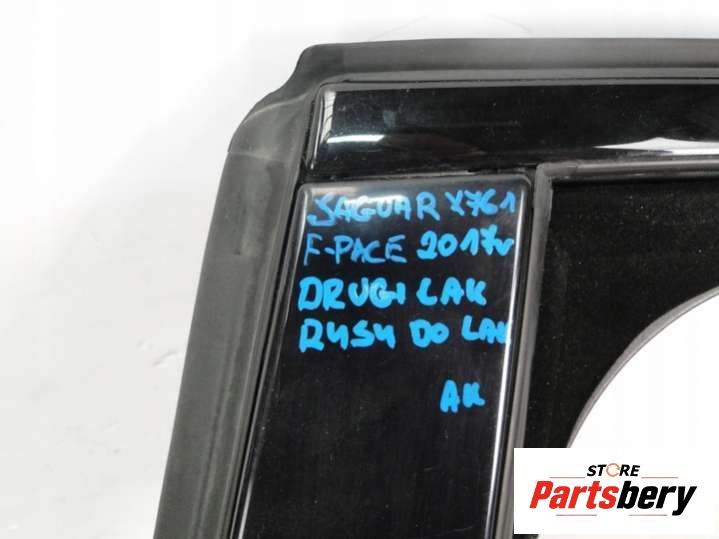 JAGUAR X761
F-PACE 2017r
DRUGI LAK
RYSY DO LAK
AK
STORE
Partsbery